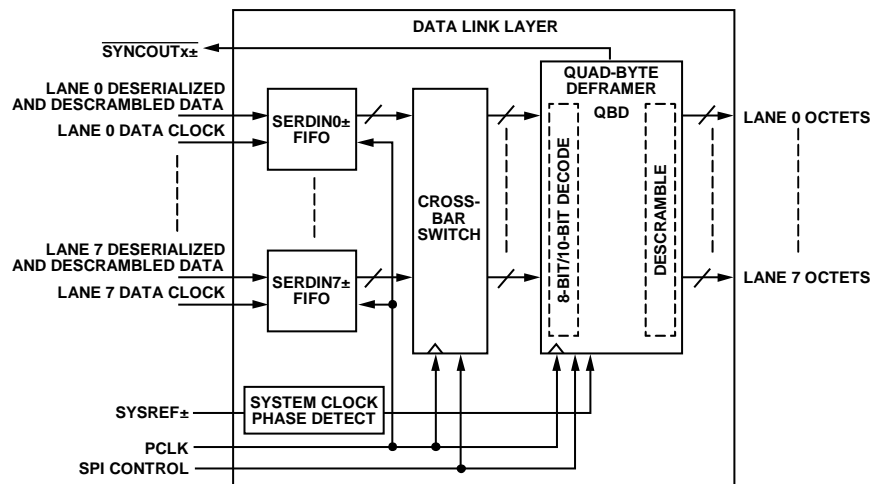 DATA LINK LAYER
SYNCOUTx±
QUAD-BYTE
DEFRAMER
QBD
LANE 0 DESERIALIZED
AND DESCRAMBLED DATA
LANE 0 DATA CLOCK
SERDIN0±
FIFO
LANE 0 OCTETS
CROSS-
BAR
SWITCH
8-BIT/10-BIT DECODE
DESCRAMBLE
LANE 7 DESERIALIZED
AND DESCRAMBLED DATA
LANE 7 DATA CLOCK
SERDIN7±
FIFO
LANE 7 OCTETS
SYSREF±
SYSTEM CLOCK
PHASE DETECT
PCLK
SPI CONTROL